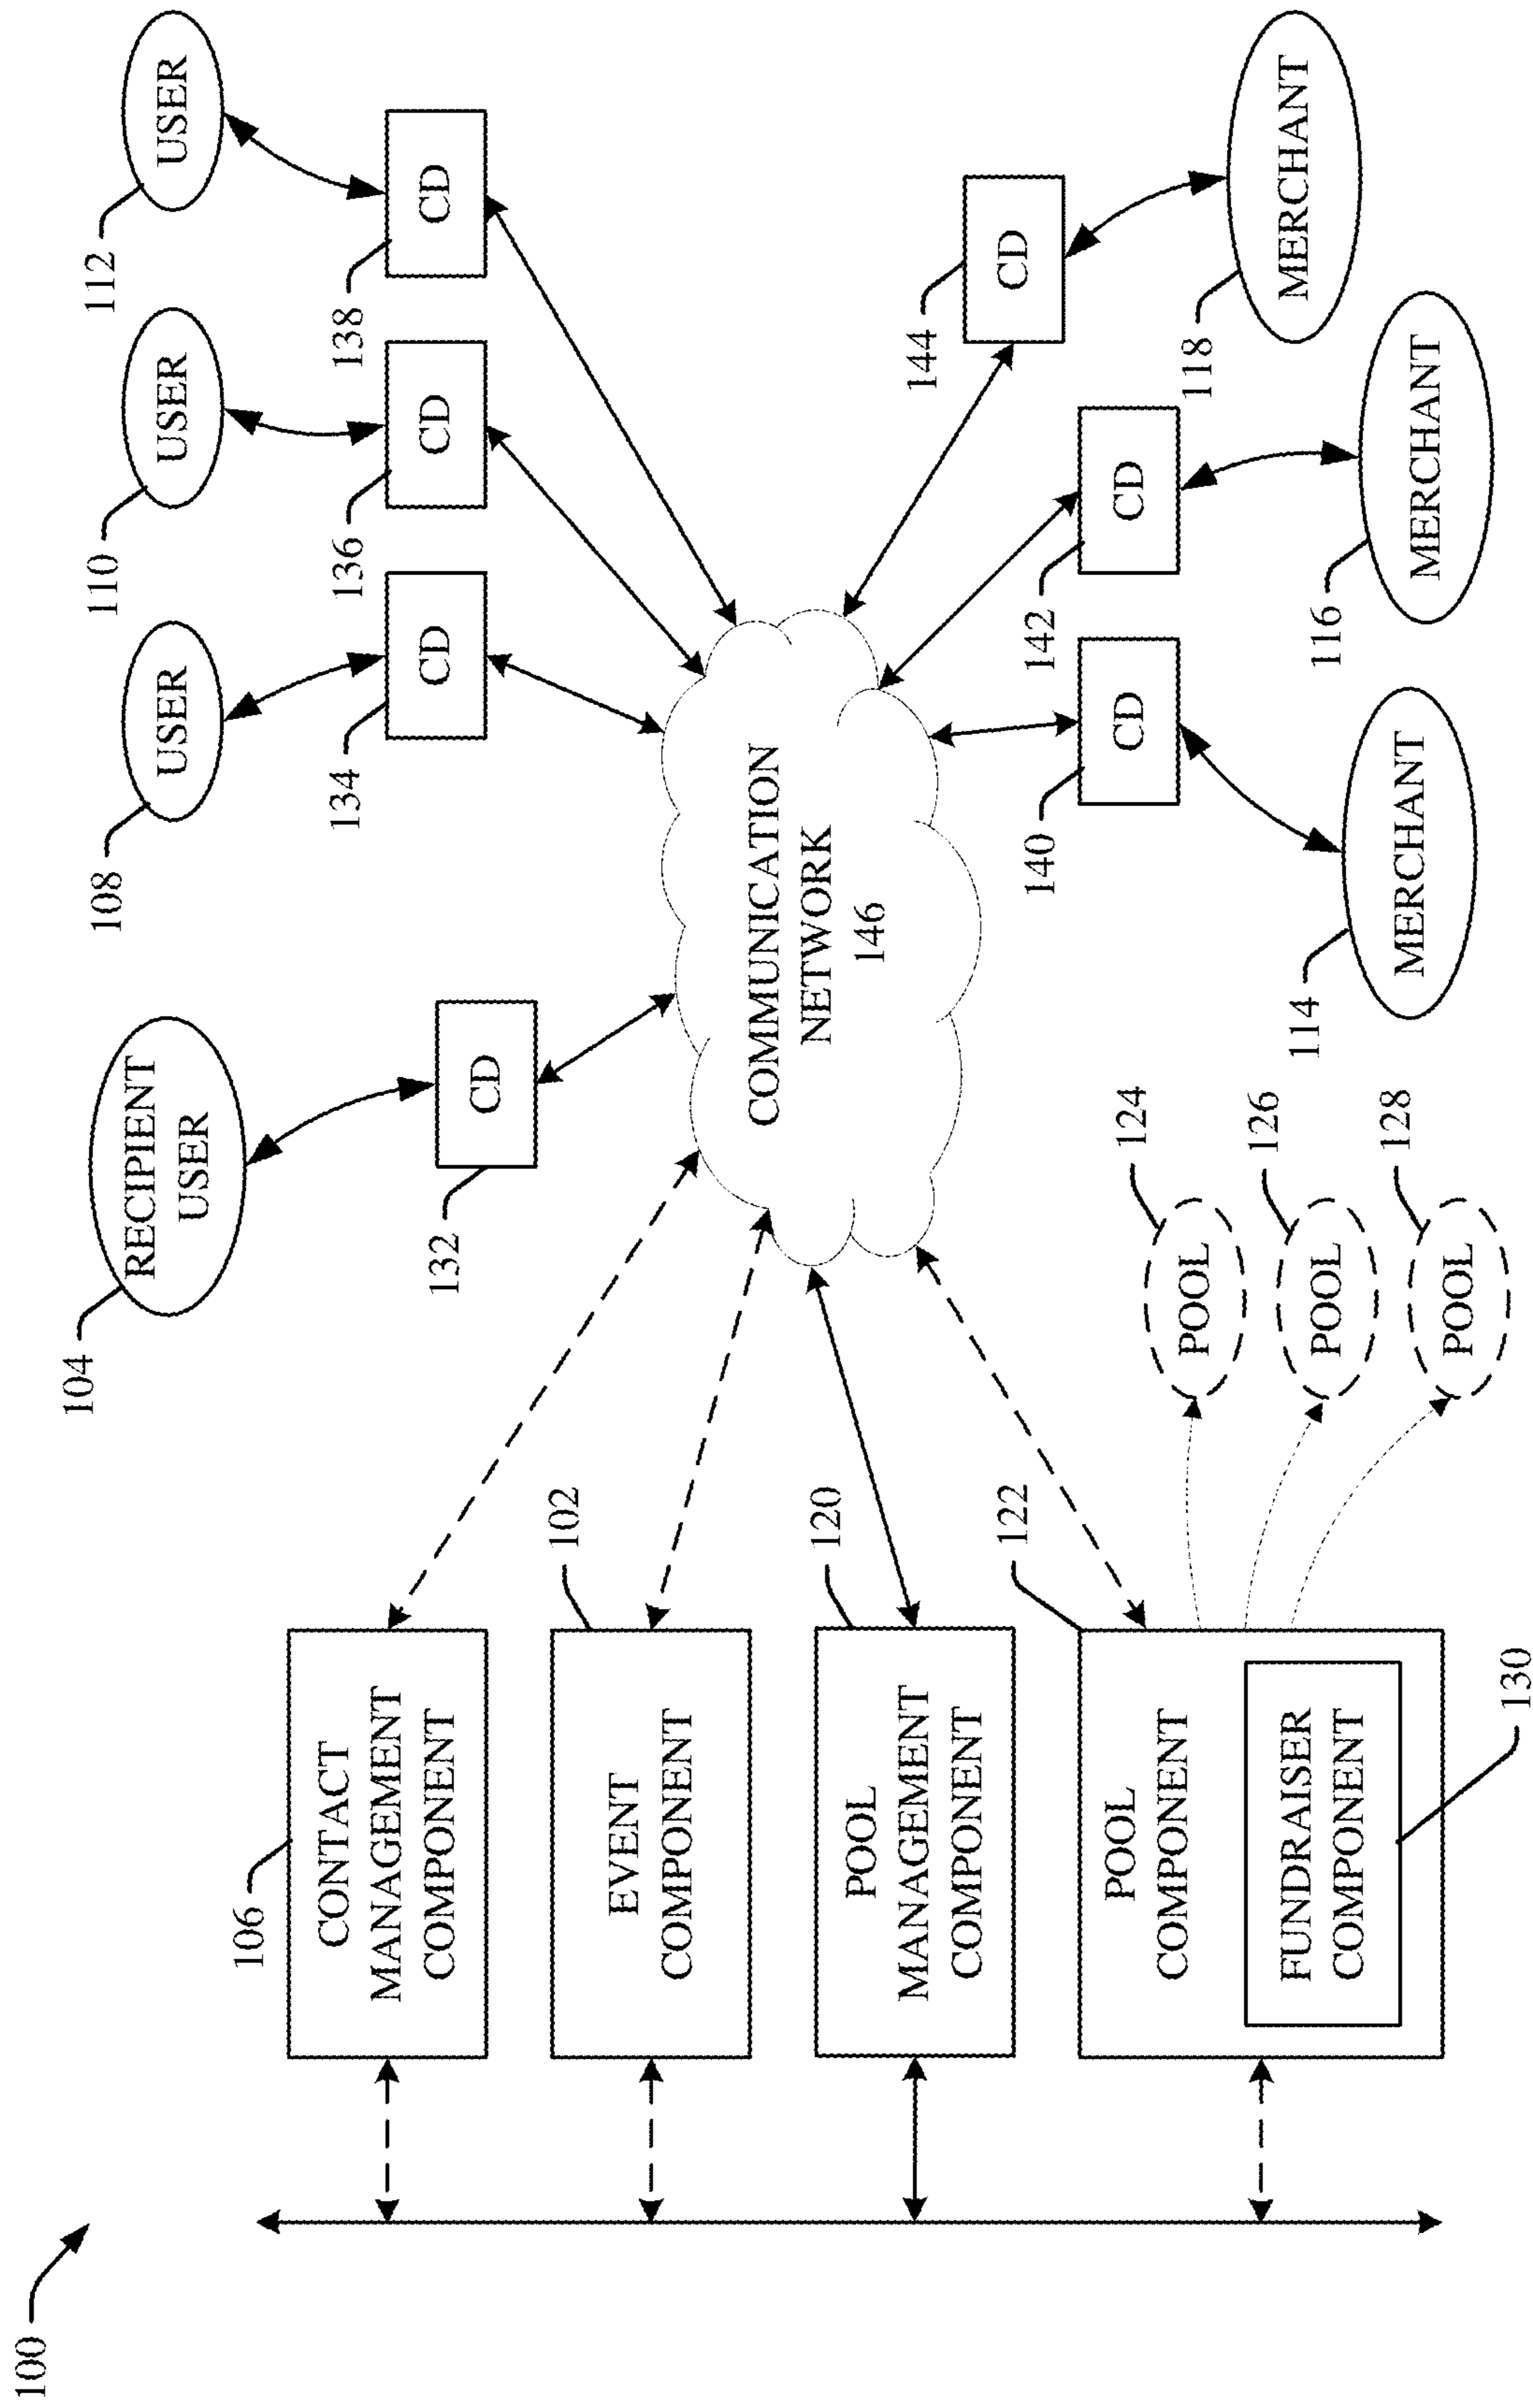 100
106
CONTACT
MANAGEMENT
COMPONENT
102
EVENT
COMPONENT
120
POOL
MANAGEMENT
COMPONENT
122
POOL
COMPONENT
FUNDRAISER
COMPONENT
130
104
RECIPIENT
USER
132
CD
108
USER
134
CD
110
USER
136
CD
112
USER
138
CD
COMMUNICATION
NETWORK
146
124
POOL
126
POOL
128
POOL
140
CD
114
MERCHANT
142
CD
116
MERCHANT
144
CD
118
MERCHANT